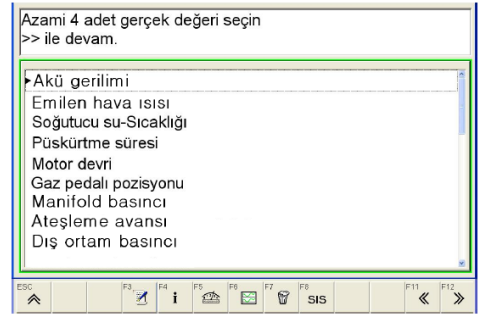 Azami 4 adet gerçek değeri seçin
>> ile devam.
Akü gerilimi
Emilen hava ısısı
Soğutucu su-Sıcaklığı
Püskürtme süresi
Motor devri
Gaz pedalı pozisyonu
Manifold basıncı
Ateşleme avansı
Dış ortam basıncı
ESC F3 F4 i F5 F6 F7 F8 SIS F11 « F12 »